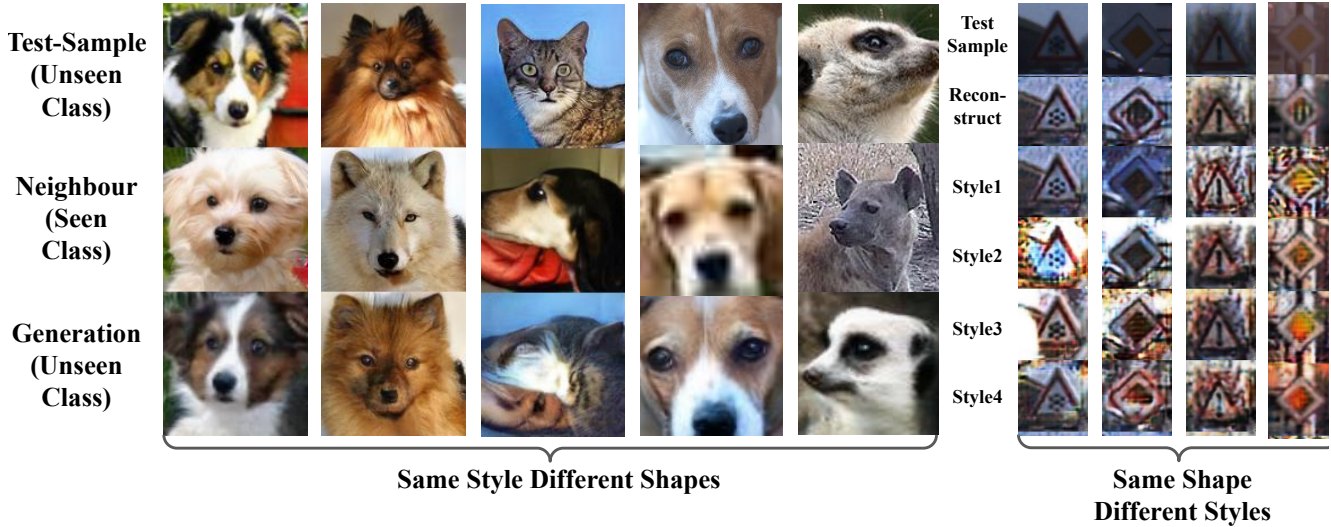 Test-Sample
(Unseen
Class)
Neighbour
(Seen
Class)
Generation
(Unseen
Class)
Same Style Different Shapes
Test
Sample
Recon-
struct
Style1
Style2
Style3
Style4
Same Shape
Different Styles